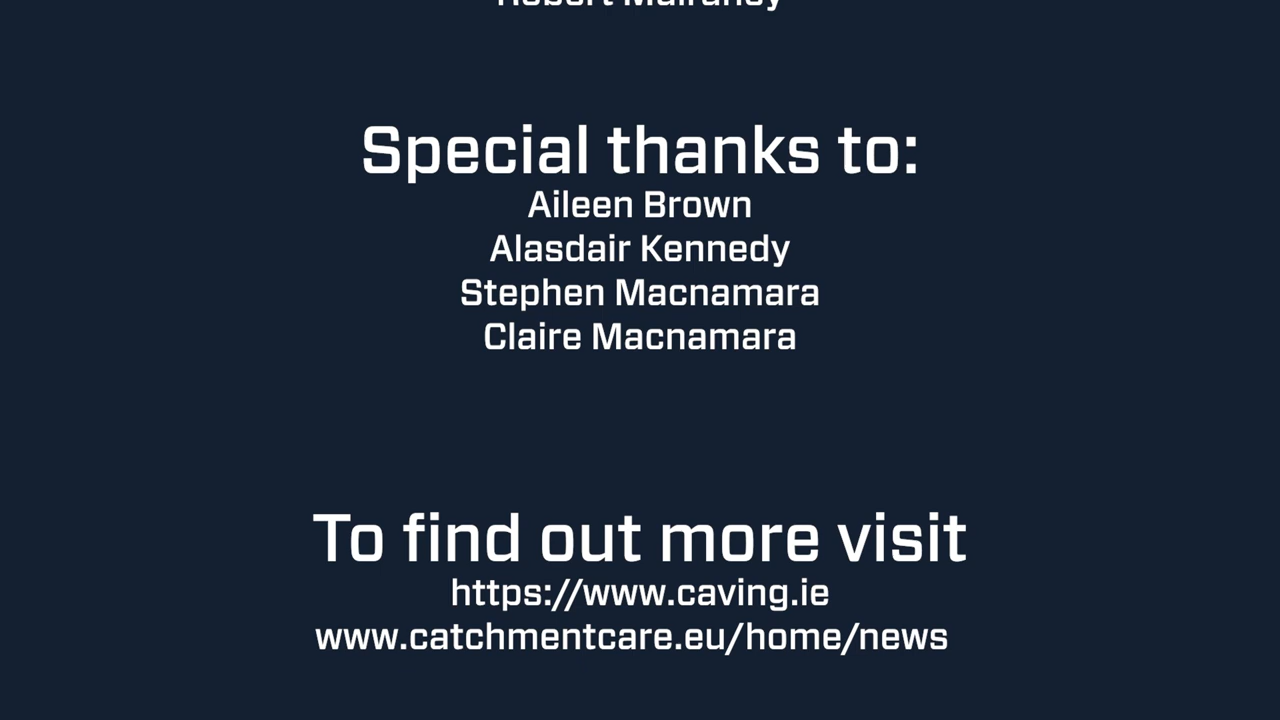 Special thanks to:
Aileen Brown
Alasdair Kennedy
Stephen Macnamara
Claire Macnamara
To find out more visit
https://www.caving.ie
www.catchmentcare.eu/home/news